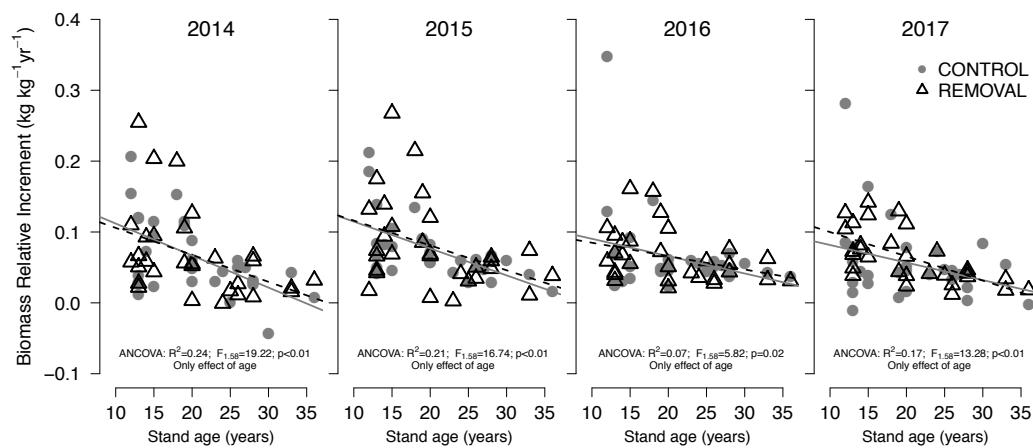 2014 2015 2016 2017
CONTROL
REMOVAL
Biomass Relative Increment (kg kg⁻¹yr⁻¹)
0.4
0.3
0.2
0.1
0.0
−0.1
ANCOVA: R²=0.24; F₁.₅₈=19.22; p<0.01
Only effect of age
ANCOVA: R²=0.21; F₁.₅₈=16.74; p<0.01
Only effect of age
ANCOVA: R²=0.07; F₁.₅₈=5.82; p=0.02
Only effect of age
ANCOVA: R²=0.17; F₁.₅₈=13.28; p<0.01
Only effect of age
10 15 20 25 30 35
10 15 20 25 30 35
10 15 20 25 30 35
10 15 20 25 30 35
Stand age (years)
Stand age (years)
Stand age (years)
Stand age (years)